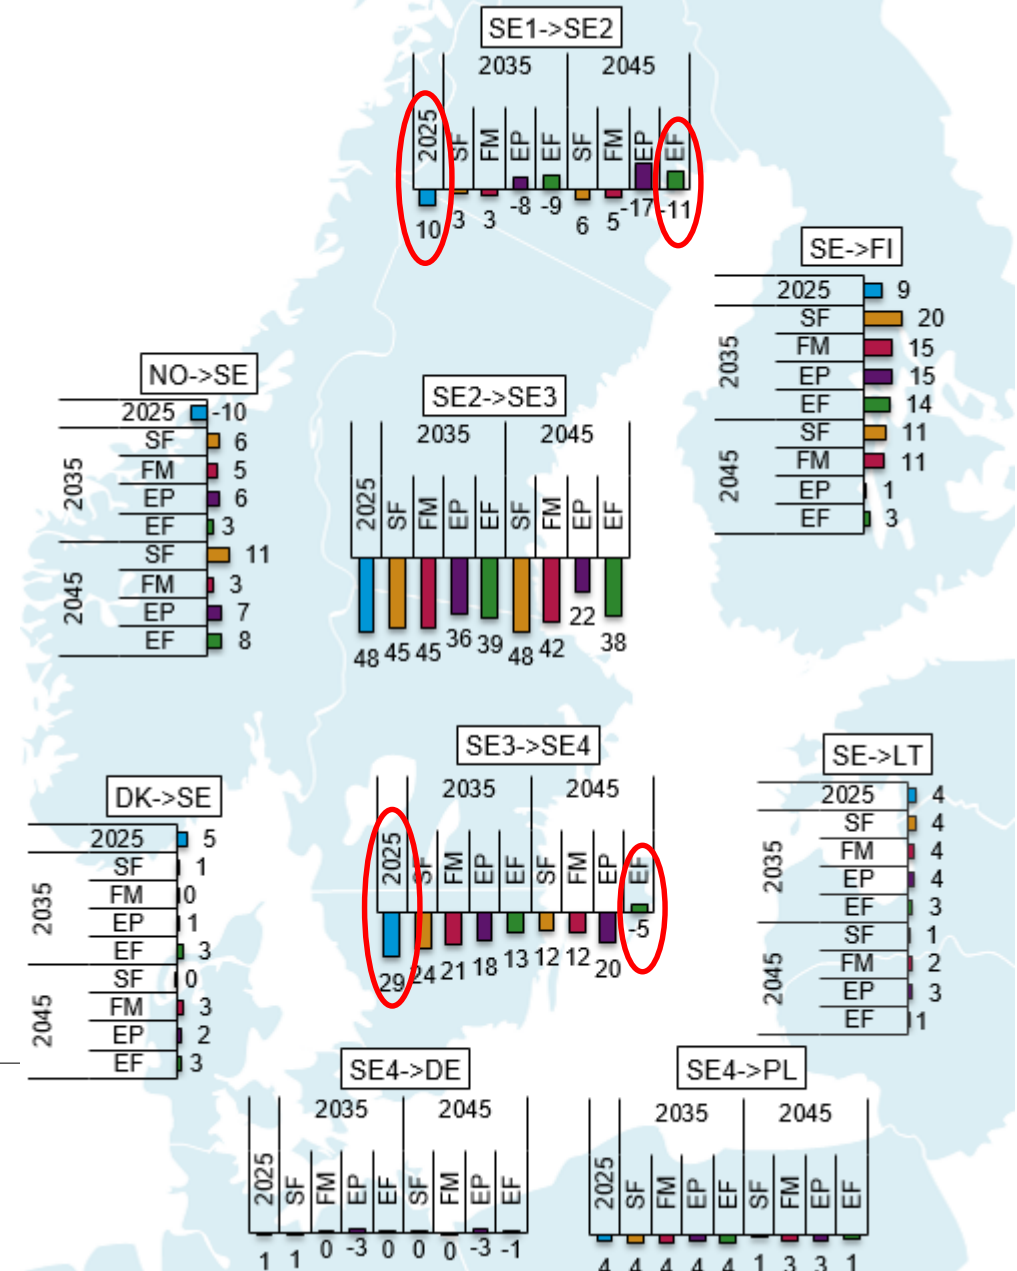 SE1->SE2
2035 2045
2025 SF FM EP EF SF FM EP EF
10 3 3 -8 -9 6 5 -17 -11
SE->FI
2025 9
2035
SF 20
FM 15
EP 15
EF 14
2045
SF 11
FM 11
EP 1
EF 3
NO->SE
2025 -10
2035
SF 6
FM 5
EP 6
EF 3
2045
SF 11
FM 3
EP 7
EF 8
SE2->SE3
2035 2045
2025 SF FM EP EF SF FM EP EF
48 45 45 36 39 48 42 22 38
SE3->SE4
2035 2045
2025 SF FM EP EF SF FM EP EF
29 24 21 18 13 12 12 20 -5
SE->LT
2025 4
2035
SF 4
FM 4
EP 4
EF 3
2045
SF 1
FM 2
EP 3
EF 1
DK->SE
2025 5
2035
SF 1
FM 0
EP 1
EF 3
2045
SF 0
FM 3
EP 2
EF 3
SE4->DE
2035 2045
2025 SF FM EP EF SF FM EP EF
1 1 0 -3 0 0 0 -3 -1
SE4->PL
2035 2045
2025 SF FM EP EF SF FM EP EF
4 4 4 4 4 1 3 3 1